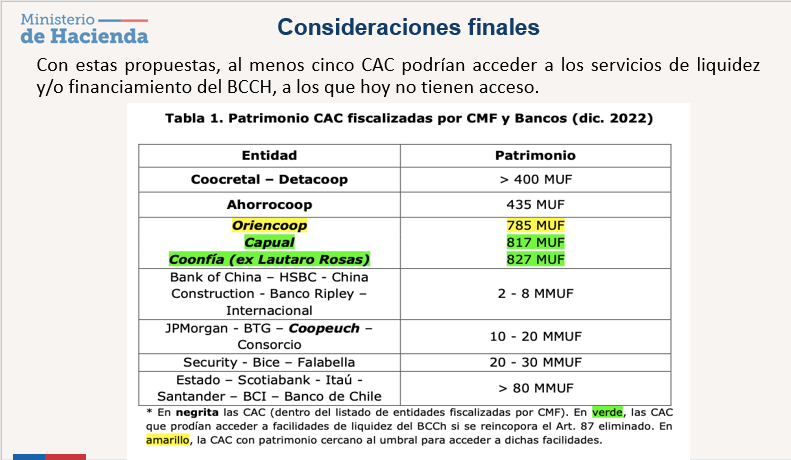 Ministerio
de Hacienda
Consideraciones finales
Con estas propuestas, al menos cinco CAC podrían acceder a los servicios de liquidez
y/o financiamiento del BCCH, a los que hoy no tienen acceso.
Tabla 1. Patrimonio CAC fiscalizadas por CMF y Bancos (dic. 2022)
Entidad Patrimonio
Coocretal – Detacoop > 400 MUF
Ahorrocoop 435 MUF
Oriencoop 785 MUF
Capual 817 MUF
Coonfía (ex Lautaro Rosas) 827 MUF
Bank of China – HSBC - China
Construction - Banco Ripley –
Internacional
2 - 8 MMUF
JPMorgan - BTG – Coopeuch –
Consorcio
10 - 20 MMUF
Security - Bice – Falabella 20 - 30 MMUF
Estado – Scotiabank - Itaú -
Santander – BCI – Banco de Chile
> 80 MMUF
* En negrita las CAC (dentro del listado de entidades fiscalizadas por CMF). En verde, las CAC
que prodían acceder a facilidades de liquidez del BCCh si se reincopora el Art. 87 eliminado. En
amarillo, la CAC con patrimonio cercano al umbral para acceder a dichas facilidades.